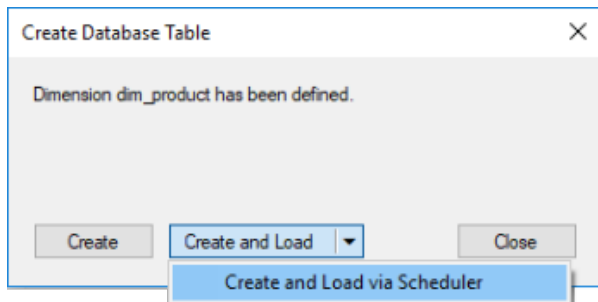 Create Database Table
Dimension dim_product has been defined.
Create
Create and Load
Close
Create and Load via Scheduler